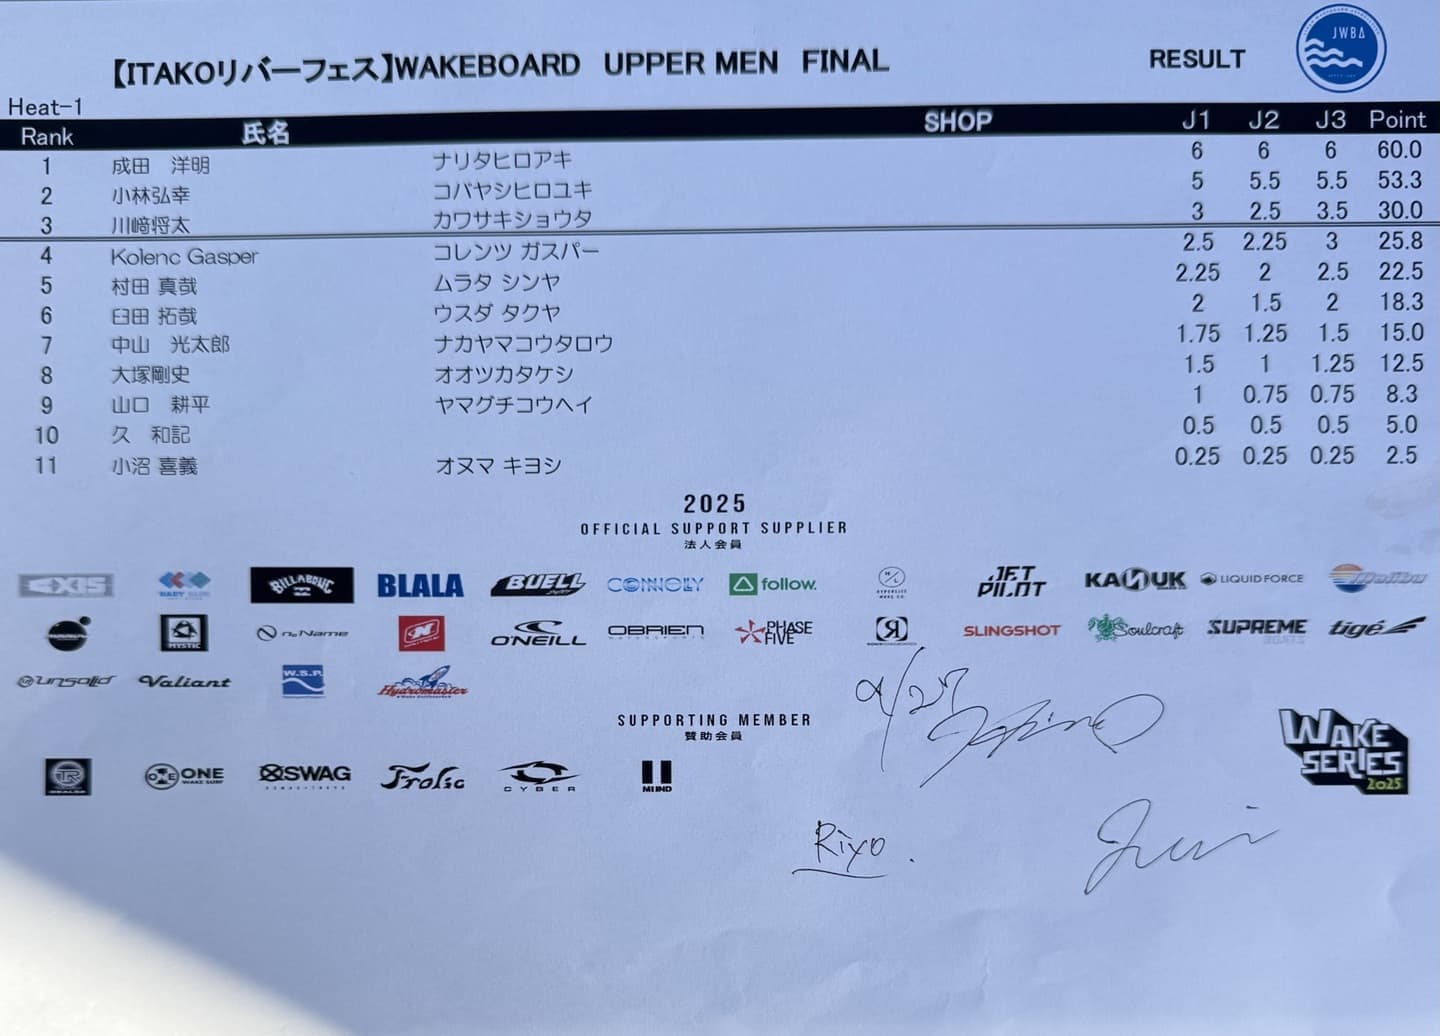 【ITAKOリバーフェス】WAKEBOARD UPPER MEN FINAL RESULT JWBA
Heat-1
Rank 氏名 SHOP J1 J2 J3 Point
1 成田 洋明 ナリタヒロアキ 6 6 6 60.0
2 小林弘幸 コバヤシヒロユキ 5 5.5 5.5 53.3
3 川﨑将太 カワサキショウタ 3 2.5 3.5 30.0
4 Kolenc Gasper コレンツ ガスパー 2.5 2.25 3 25.8
5 村田 真哉 ムラタ シンヤ 2.25 2 2.5 22.5
6 臼田 拓哉 ウスダ タクヤ 2 1.5 2 18.3
7 中山 光太郎 ナカヤマコウタロウ 1.75 1.25 1.5 15.0
8 大塚剛史 オオツカタケシ 1.5 1 1.25 12.5
9 山口 耕平 ヤマグチコウヘイ 1 0.75 0.75 8.3
10 久 和記 0.5 0.5 0.5 5.0
11 小沼 喜義 オヌマ キヨシ 0.25 0.25 0.25 2.5
2025
OFFICIAL SUPPORT SUPPLIER
法人会員
AXIS BILLABONG BLALA BUELL CONNOLY follow. JET PILOT KANUK LIQUID FORCE Malibu
MYSTIC noName O'NEILL OBRIEN PHASE FIVE SLINGSHOT Soulcraft SUPREME tigé
unsolid Valiant W.S.P. Hydromaster
SUPPORTING MEMBER
賛助会員
ONE SWAG Frolic CYBER MIIND
WAKE SERIES 2025
Riyo